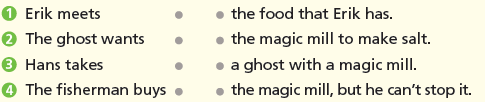 1 Erik meets the food that Erik has.
2 The ghost wants the magic mill to make salt.
3 Hans takes a ghost with a magic mill.
4 The fisherman buys the magic mill, but he can't stop it.